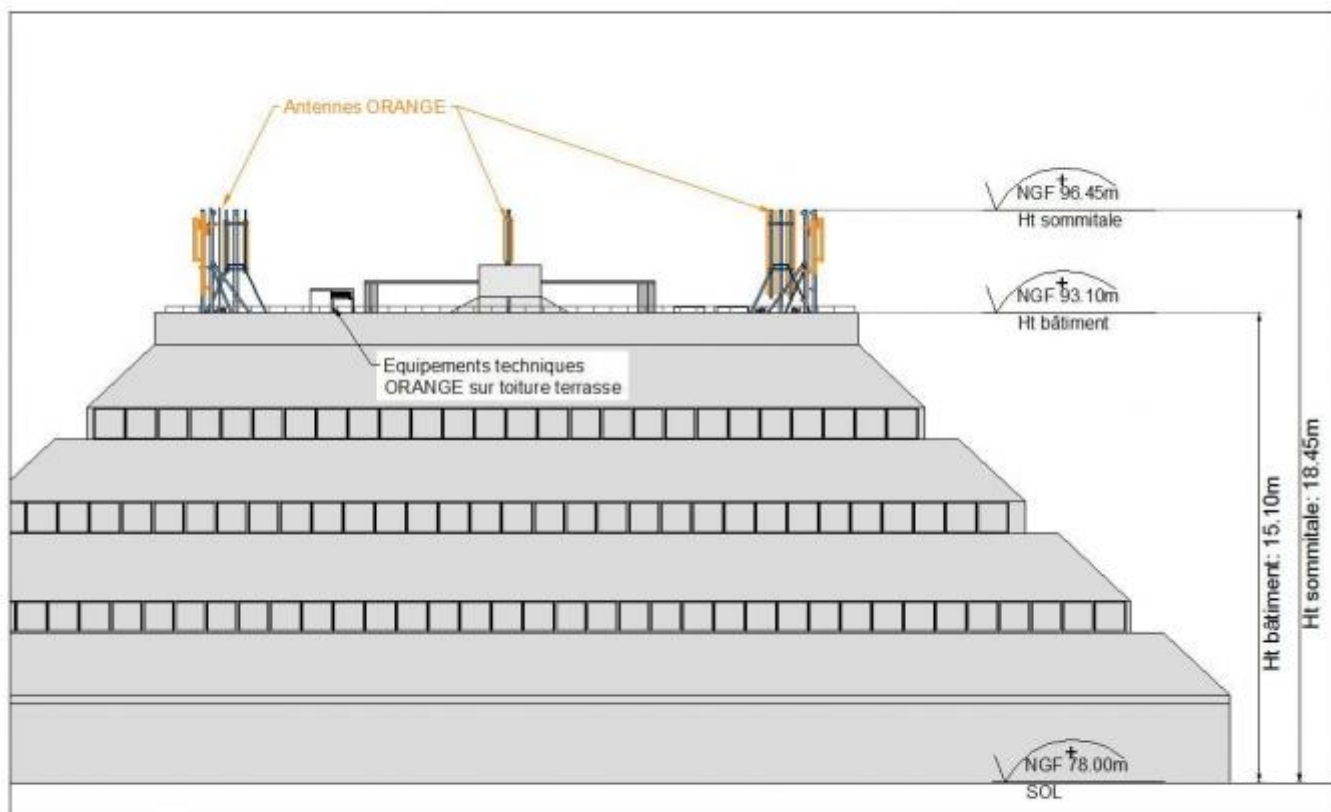 Antennes ORANGE
NGF 96.45m
Ht sommitale
NGF 93.10m
Ht bâtiment
Equipements techniques
ORANGE sur toiture terrasse
Ht bâtiment: 15.10m
Ht sommitale: 18.45m
NGF 78.00m
SOL